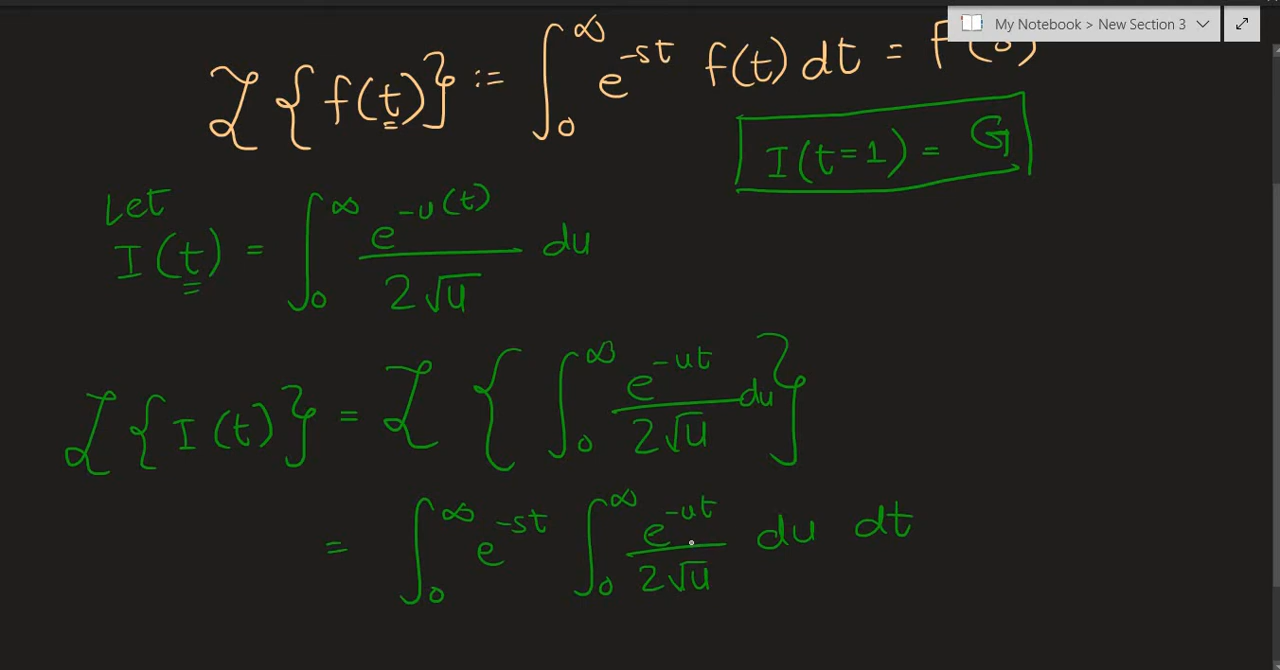 My Notebook > New Section 3
ℒ{f(t)} := ∫₀^∞ e^{-st} f(t) dt = F(s)
I(t=1) = G
Let
I(t) = ∫₀^∞ e^{-u(t)} / 2√u du
ℒ{I(t)} = ℒ{∫₀^∞ e^{-ut} / 2√u du}
= ∫₀^∞ e^{-st} ∫₀^∞ e^{-ut} / 2√u du dt